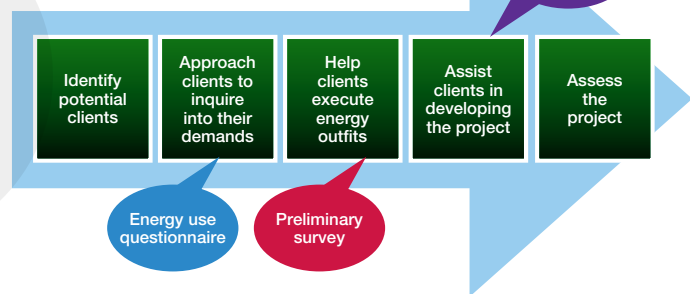 Identify
potential
clients
Approach
clients to
inquire
into their
demands
Help
clients
execute
energy
outfits
Assist
clients in
developing
the project
Assess
the
project
Energy use
questionnaire
Preliminary
survey